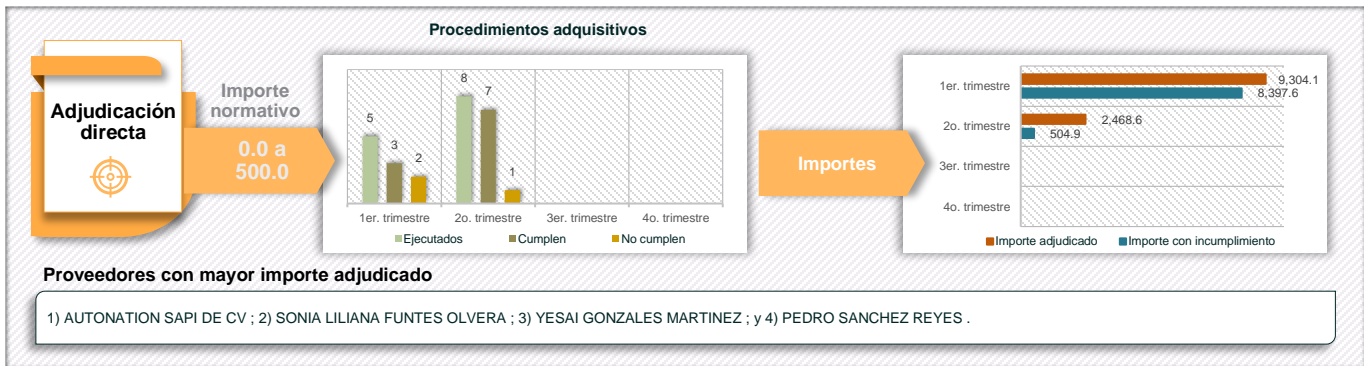 Procedimientos adquisitivos
Adjudicación
directa
Importe
normativo
0.0 a
500.0
5
3
2
8
7
1
1er. trimestre
2o. trimestre
3er. trimestre
4o. trimestre
Ejecutados
Cumplen
No cumplen
Importes
1er. trimestre
9,304.1
8,397.6
2o. trimestre
2,468.6
504.9
3er. trimestre
4o. trimestre
Importe adjudicado
Importe con incumplimiento
Proveedores con mayor importe adjudicado
1) AUTONATION SAPI DE CV ; 2) SONIA LILIANA FUNTES OLVERA ; 3) YESAI GONZALES MARTINEZ ; y 4) PEDRO SANCHEZ REYES .